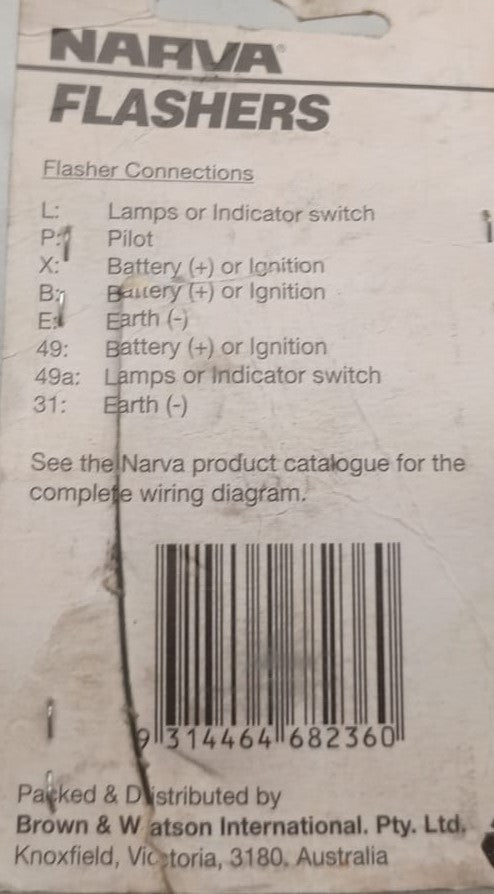 NARVA®
FLASHERS
Flasher Connections
L: Lamps or Indicator switch
P: Pilot
X: Battery (+) or Ignition
B: Battery (+) or Ignition
E: Earth (-)
49: Battery (+) or Ignition
49a: Lamps or Indicator switch
31: Earth (-)
See the Narva product catalogue for the
complete wiring diagram.
9 314464 682360
Packed & Distributed by
Brown & Watson International. Pty. Ltd.
Knoxfield, Victoria, 3180. Australia